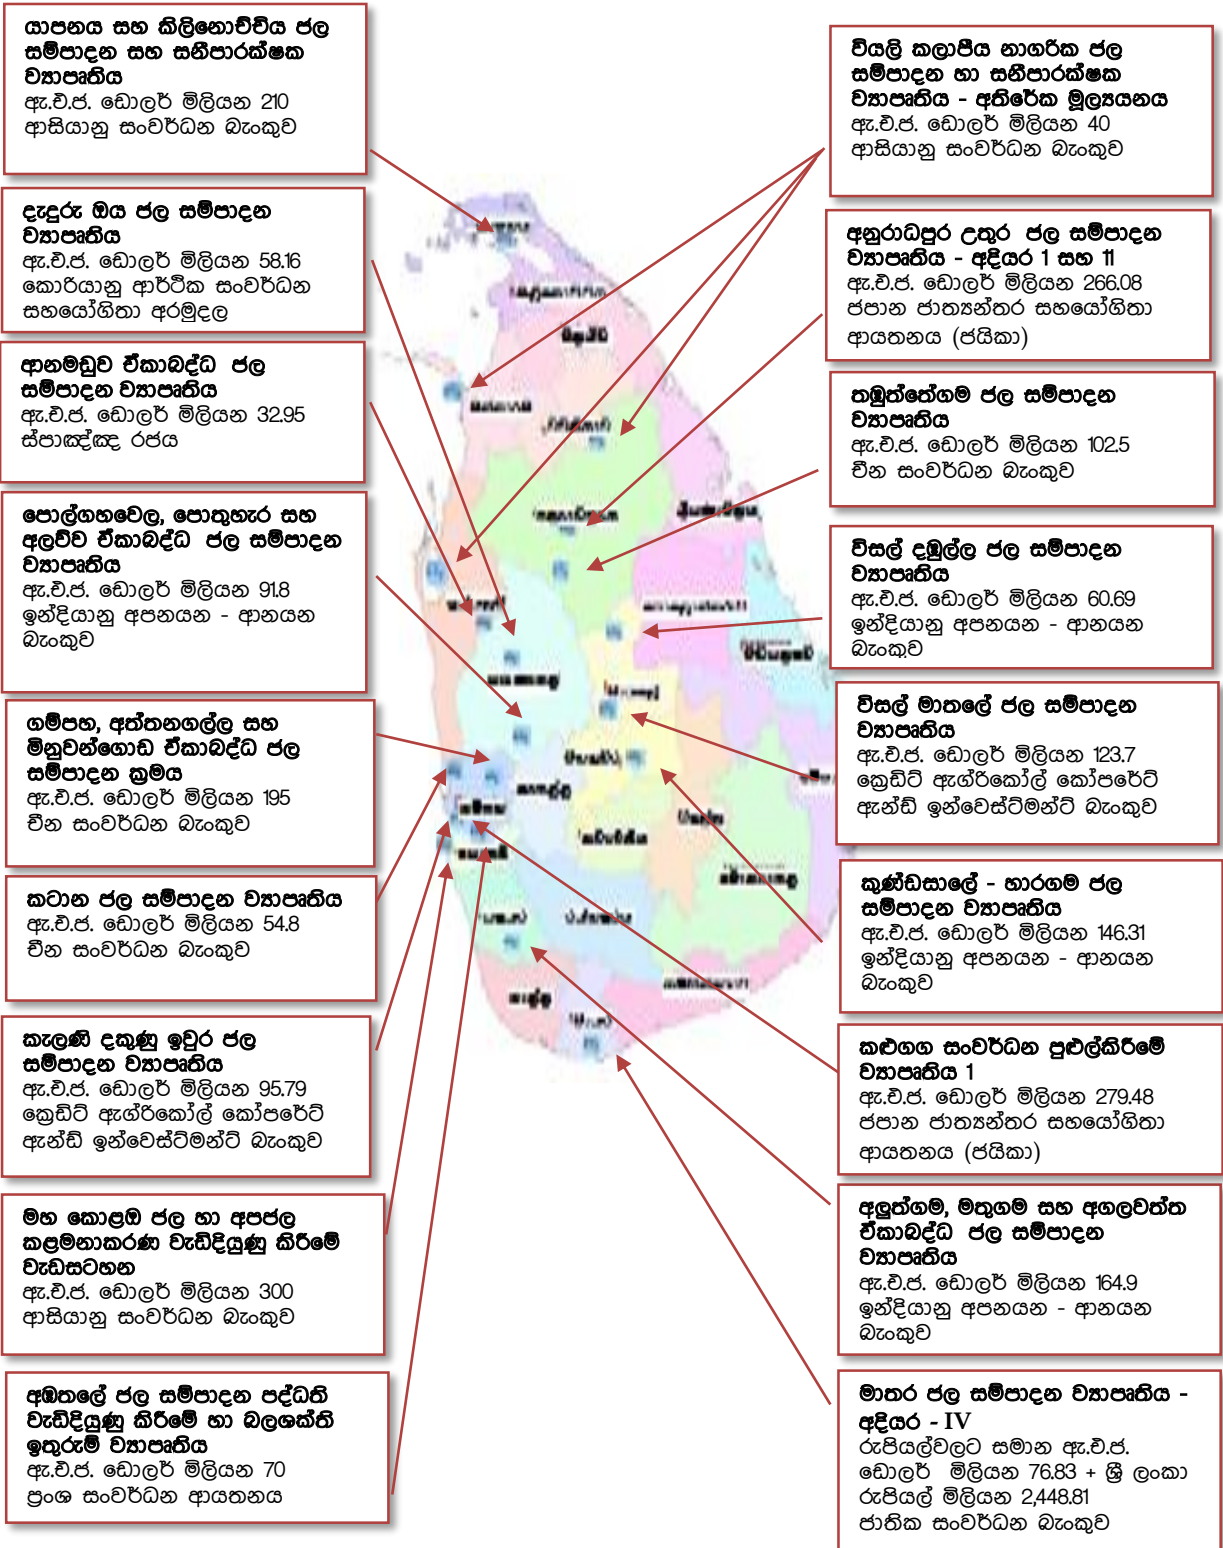 යාපනය සහ කිලිනොච්චිය ජල
සම්පාදන සහ සනීපාරක්ෂක
ව්‍යාපෘතිය
ඇ.එ.ජ. ඩොලර් මිලියන 210
ආසියානු සංවර්ධන බැංකුව
දැදුරු ඔය ජල සම්පාදන
ව්‍යාපෘතිය
ඇ.එ.ජ. ඩොලර් මිලියන 58.16
කොරියානු ආර්ථික සංවර්ධන
සහයෝගිතා අරමුදල
ආනමඩුව ඒකාබද්ධ ජල
සම්පාදන ව්‍යාපෘතිය
ඇ.එ.ජ. ඩොලර් මිලියන 32.95
ස්පාඤ්ඤ රජය
පොල්ගහවෙල, පොතුහැර සහ
අලව්ව ඒකාබද්ධ ජල සම්පාදන
ව්‍යාපෘතිය
ඇ.එ.ජ. ඩොලර් මිලියන 91.8
ඉන්දියානු අපනයන - ආනයන
බැංකුව
ගම්පහ, අත්තනගල්ල සහ
මිනුවන්ගොඩ ඒකාබද්ධ ජල
සම්පාදන ක්‍රමය
ඇ.එ.ජ. ඩොලර් මිලියන 195
චීන සංවර්ධන බැංකුව
කටාන ජල සම්පාදන ව්‍යාපෘතිය
ඇ.එ.ජ. ඩොලර් මිලියන 54.8
චීන සංවර්ධන බැංකුව
කැලණි දකුණු ඉවුර ජල
සම්පාදන ව්‍යාපෘතිය
ඇ.එ.ජ. ඩොලර් මිලියන 95.79
ක්‍රෙඩිට් ඇග්රිකෝල් කෝපරේට්
ඇන්ඩ් ඉන්වෙස්ට්මන්ට් බැංකුව
මහ කොළඹ ජල හා අපජල
කළමනාකරණ වැඩිදියුණු කිරීමේ
වැඩසටහන
ඇ.එ.ජ. ඩොලර් මිලියන 300
ආසියානු සංවර්ධන බැංකුව
අඹතලේ ජල සම්පාදන පද්ධති
වැඩිදියුණු කිරීමේ හා බලශක්ති
ඉතුරුම් ව්‍යාපෘතිය
ඇ.එ.ජ. ඩොලර් මිලියන 70
ප්‍රංශ සංවර්ධන ආයතනය
වියලි කලාපීය නාගරික ජල
සම්පාදන හා සනීපාරක්ෂක
ව්‍යාපෘතිය - අතිරේක මූල්‍යයනය
ඇ.එ.ජ. ඩොලර් මිලියන 40
ආසියානු සංවර්ධන බැංකුව
අනුරාධපුර උතුර ජල සම්පාදන
ව්‍යාපෘතිය - අදියර 1 සහ 11
ඇ.එ.ජ. ඩොලර් මිලියන 266.08
ජපාන ජාත්‍යන්තර සහයෝගිතා
ආයතනය (ජයිකා)
තඹුත්තේගම ජල සම්පාදන
ව්‍යාපෘතිය
ඇ.එ.ජ. ඩොලර් මිලියන 102.5
චීන සංවර්ධන බැංකුව
විසල් දඹුල්ල ජල සම්පාදන
ව්‍යාපෘතිය
ඇ.එ.ජ. ඩොලර් මිලියන 60.69
ඉන්දියානු අපනයන - ආනයන
බැංකුව
විසල් මාතලේ ජල සම්පාදන
ව්‍යාපෘතිය
ඇ.එ.ජ. ඩොලර් මිලියන 123.7
ක්‍රෙඩිට් ඇග්රිකෝල් කෝපරේට්
ඇන්ඩ් ඉන්වෙස්ට්මන්ට් බැංකුව
කුණ්ඩසාලේ - හාරගම ජල
සම්පාදන ව්‍යාපෘතිය
ඇ.එ.ජ. ඩොලර් මිලියන 146.31
ඉන්දියානු අපනයන - ආනයන
බැංකුව
කළුගග සංවර්ධන පුළුල්කිරීමේ
ව්‍යාපෘතිය 1
ඇ.එ.ජ. ඩොලර් මිලියන 279.48
ජපාන ජාත්‍යන්තර සහයෝගිතා
ආයතනය (ජයිකා)
අලුත්ගම, මතුගම සහ අගලවත්ත
ඒකාබද්ධ ජල සම්පාදන
ව්‍යාපෘතිය
ඇ.එ.ජ. ඩොලර් මිලියන 164.9
ඉන්දියානු අපනයන - ආනයන
බැංකුව
මාතර ජල සම්පාදන ව්‍යාපෘතිය -
අදියර - IV
රුපියල්වලට සමාන ඇ.එ.ජ.
ඩොලර් මිලියන 76.83 + ශ්‍රී ලංකා
රුපියල් මිලියන 2,448.81
ජාතික සංවර්ධන බැංකුව